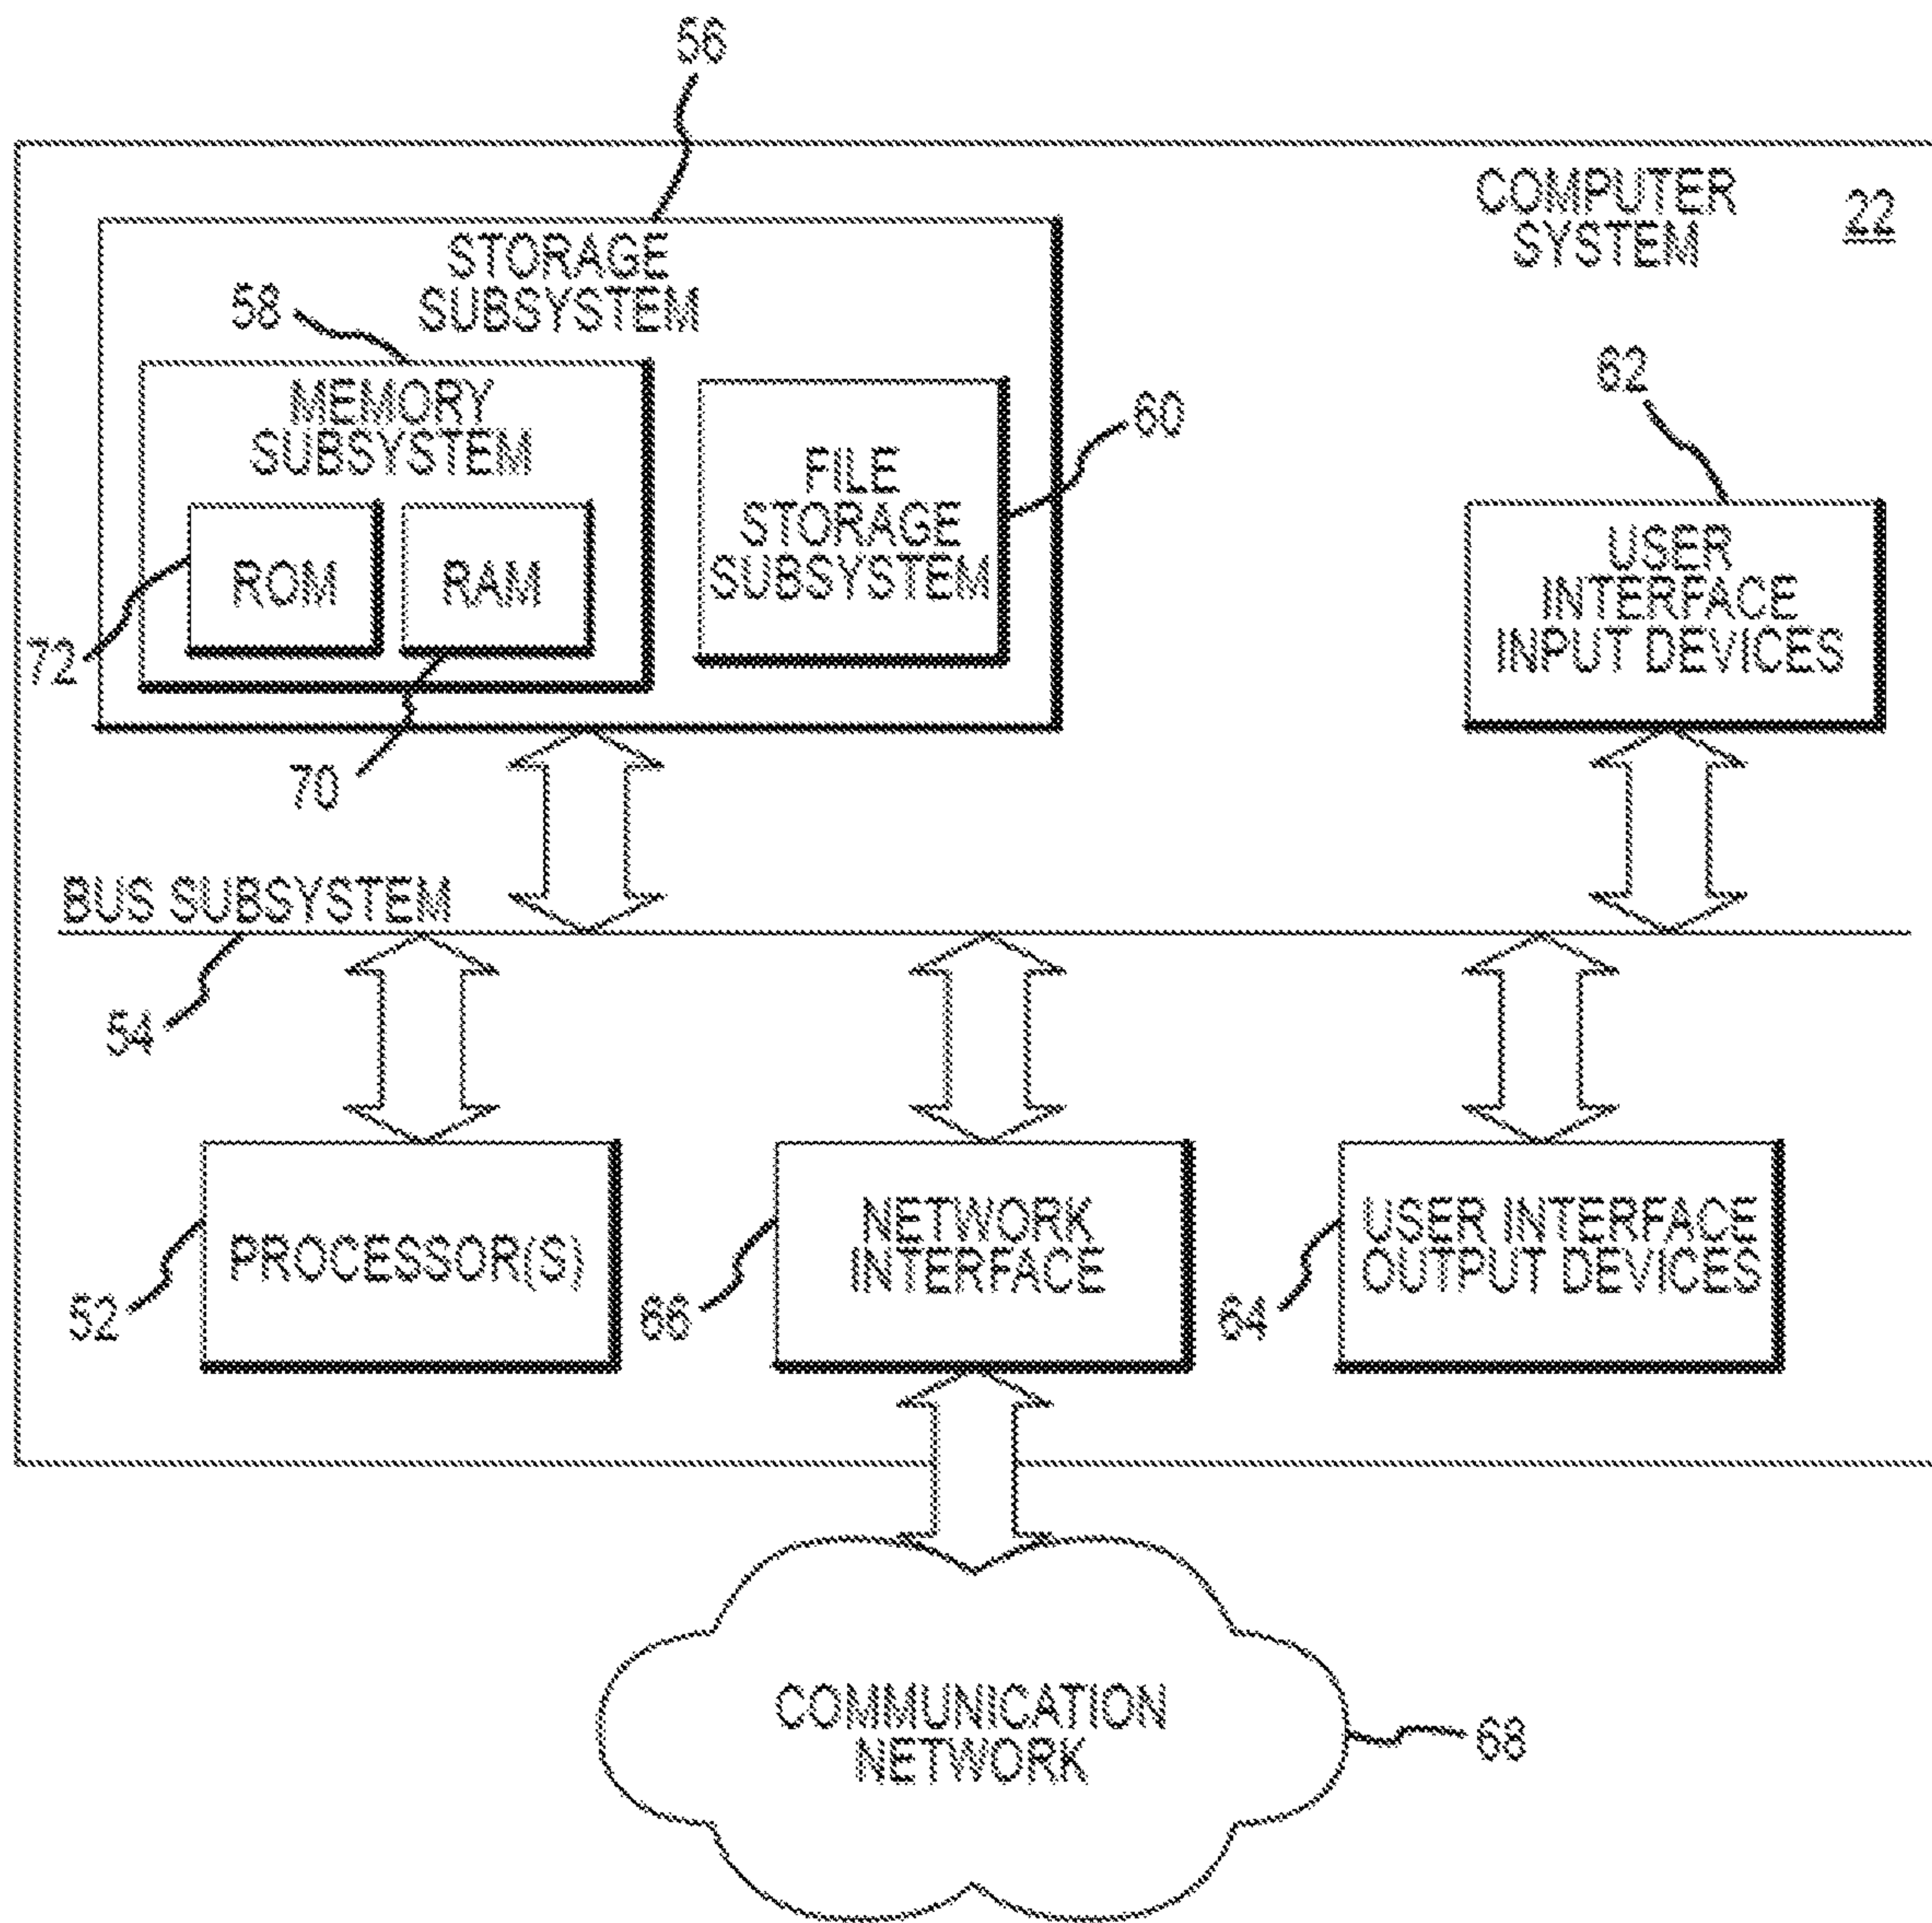 56
COMPUTER
SYSTEM
22
STORAGE
SUBSYSTEM
58
MEMORY
SUBSYSTEM
62
60
FILE
STORAGE
SUBSYSTEM
ROM
RAM
USER
INTERFACE
INPUT DEVICES
72
70
BUS SUBSYSTEM
54
PROCESSOR(S)
NETWORK
INTERFACE
USER INTERFACE
OUTPUT DEVICES
52
66
64
COMMUNICATION
NETWORK
68